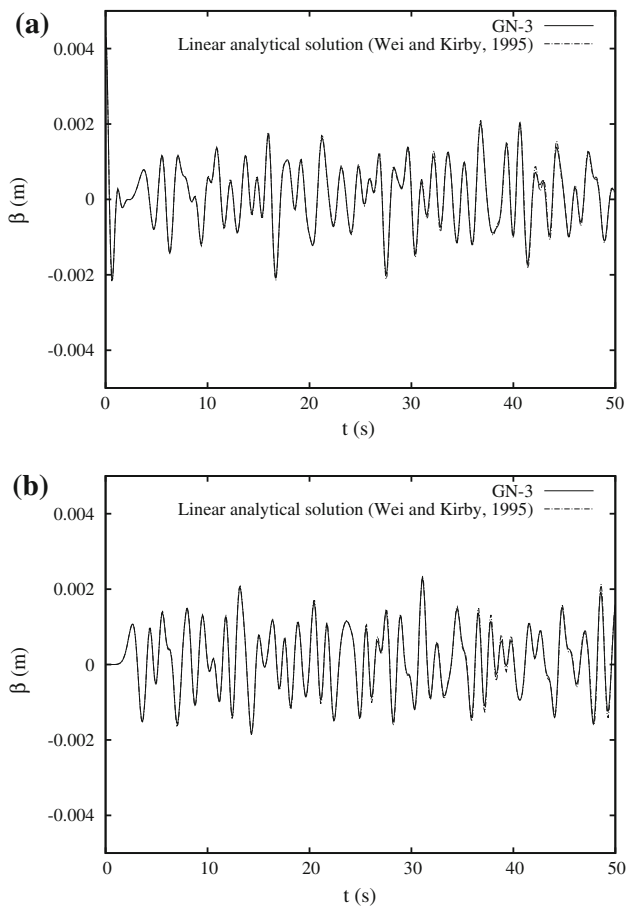 (a)
GN-3
Linear analytical solution (Wei and Kirby, 1995)
0.004
0.002
0
-0.002
-0.004
β (m)
0 10 20 30 40 50
t (s)
(b)
GN-3
Linear analytical solution (Wei and Kirby, 1995)
0.004
0.002
0
-0.002
-0.004
β (m)
0 10 20 30 40 50
t (s)